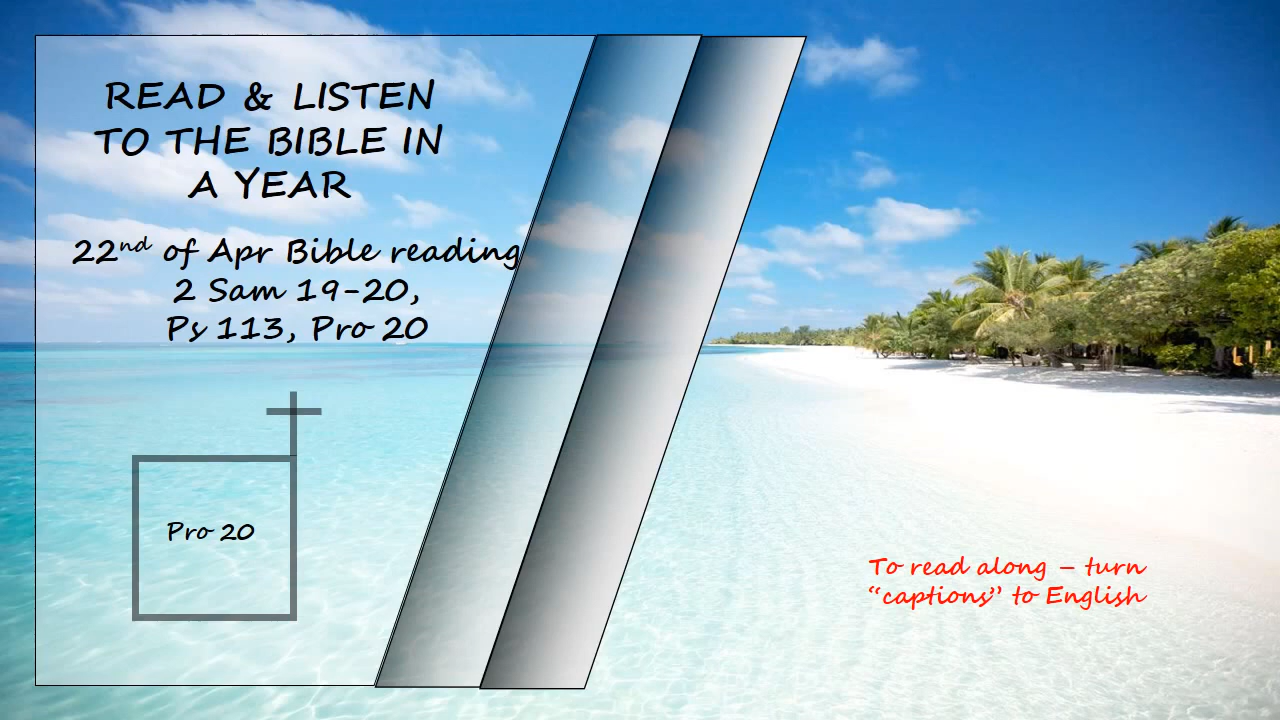 READ & LISTEN
TO THE BIBLE IN
A YEAR
22nd of Apr Bible reading
2 Sam 19-20,
Ps 113, Pro 20
Pro 20
To read along – turn
“captions” to English